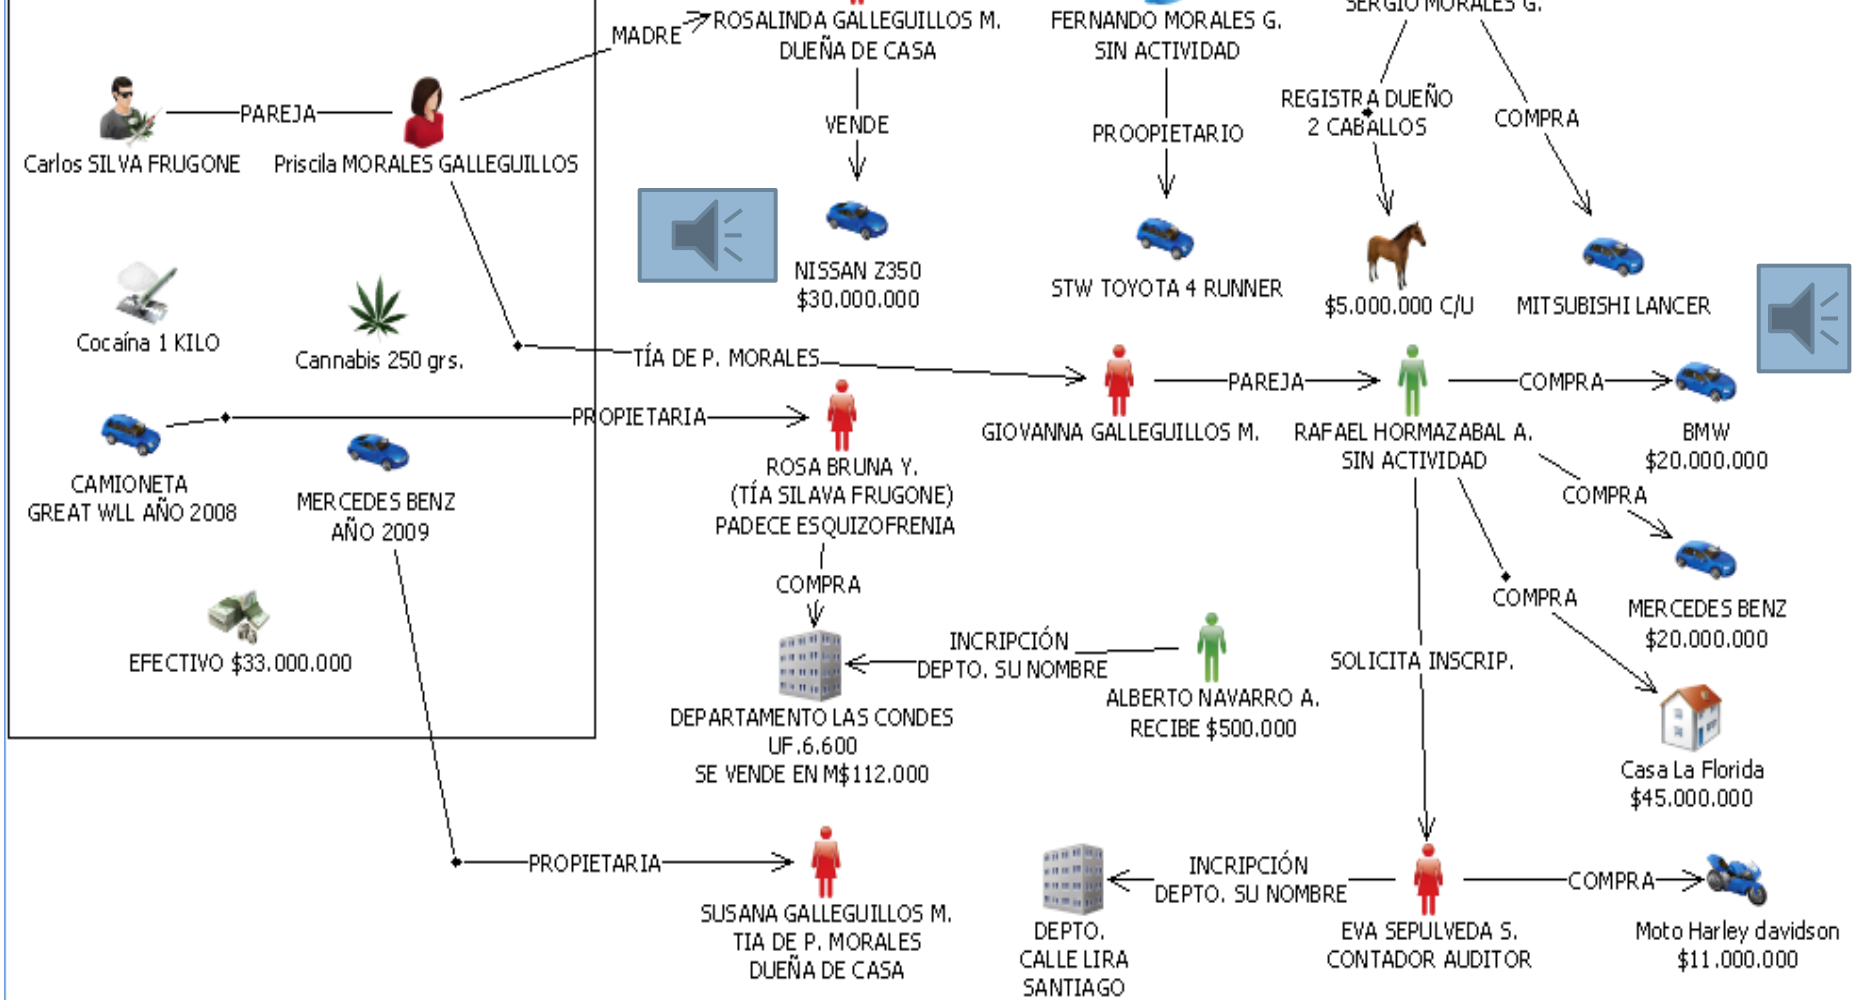 ROSALINDA GALLEGUILLOS M.
DUEÑA DE CASA
FERNANDO MORALES G.
SIN ACTIVIDAD
SERGIO MORALES G.
MADRE
PAREJA
Carlos SILVA FRUGONE
Priscila MORALES GALLEGUILLOS
VENDE
PROOPIETARIO
REGISTRA DUEÑO
2 CABALLOS
COMPRA
NISSAN Z350
$30.000.000
STW TOYOTA 4 RUNNER
$5.000.000 C/U
MITSUBISHI LANCER
Cocaína 1 KILO
Cannabis 250 grs.
TÍA DE P. MORALES
PAREJA
COMPRA
GIOVANNA GALLEGUILLOS M.
RAFAEL HORMAZABAL A.
SIN ACTIVIDAD
BMW
$20.000.000
PROPIETARIA
CAMIONETA
GREAT WLL AÑO 2008
MERCEDES BENZ
AÑO 2009
ROSA BRUNA Y.
(TÍA SILAVA FRUGONE)
PADECE ESQUIZOFRENIA
COMPRA
COMPRA
MERCEDES BENZ
$20.000.000
COMPRA
EFECTIVO $33.000.000
INCRIPCIÓN
DEPTO. SU NOMBRE
SOLICITA INSCRIP.
ALBERTO NAVARRO A.
RECIBE $500.000
DEPARTAMENTO LAS CONDES
UF.6.600
SE VENDE EN M$112.000
Casa La Florida
$45.000.000
PROPIETARIA
SUSANA GALLEGUILLOS M.
TIA DE P. MORALES
DUEÑA DE CASA
INCRIPCIÓN
DEPTO. SU NOMBRE
COMPRA
DEPTO.
CALLE LIRA
SANTIAGO
EVA SEPULVEDA S.
CONTADOR AUDITOR
Moto Harley davidson
$11.000.000